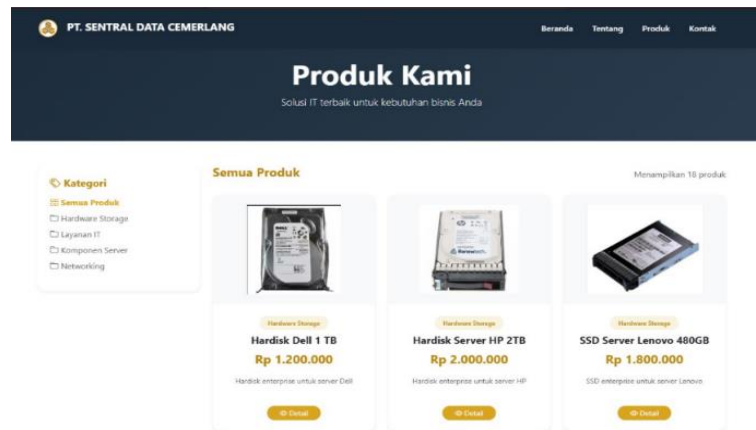 PT. SENTRAL DATA CEMERLANG
Beranda Tentang Produk Kontak
Produk Kami
Solusi IT terbaik untuk kebutuhan bisnis Anda
Kategori
Semua Produk
Hardware Storage
Layanan IT
Komponen Server
Networking
Semua Produk
Menampilkan 18 produk
DELL
Hardware Storage
Hardisk Dell 1 TB
Rp 1.200.000
Hardisk enterprise untuk server Dell
Detail
Hardware Storage
Hardisk Server HP 2TB
Rp 2.000.000
Hardisk enterprise untuk server HP
Detail
Hardware Storage
SSD Server Lenovo 480GB
Rp 1.800.000
SSD enterprise untuk server Lenovo
Detail